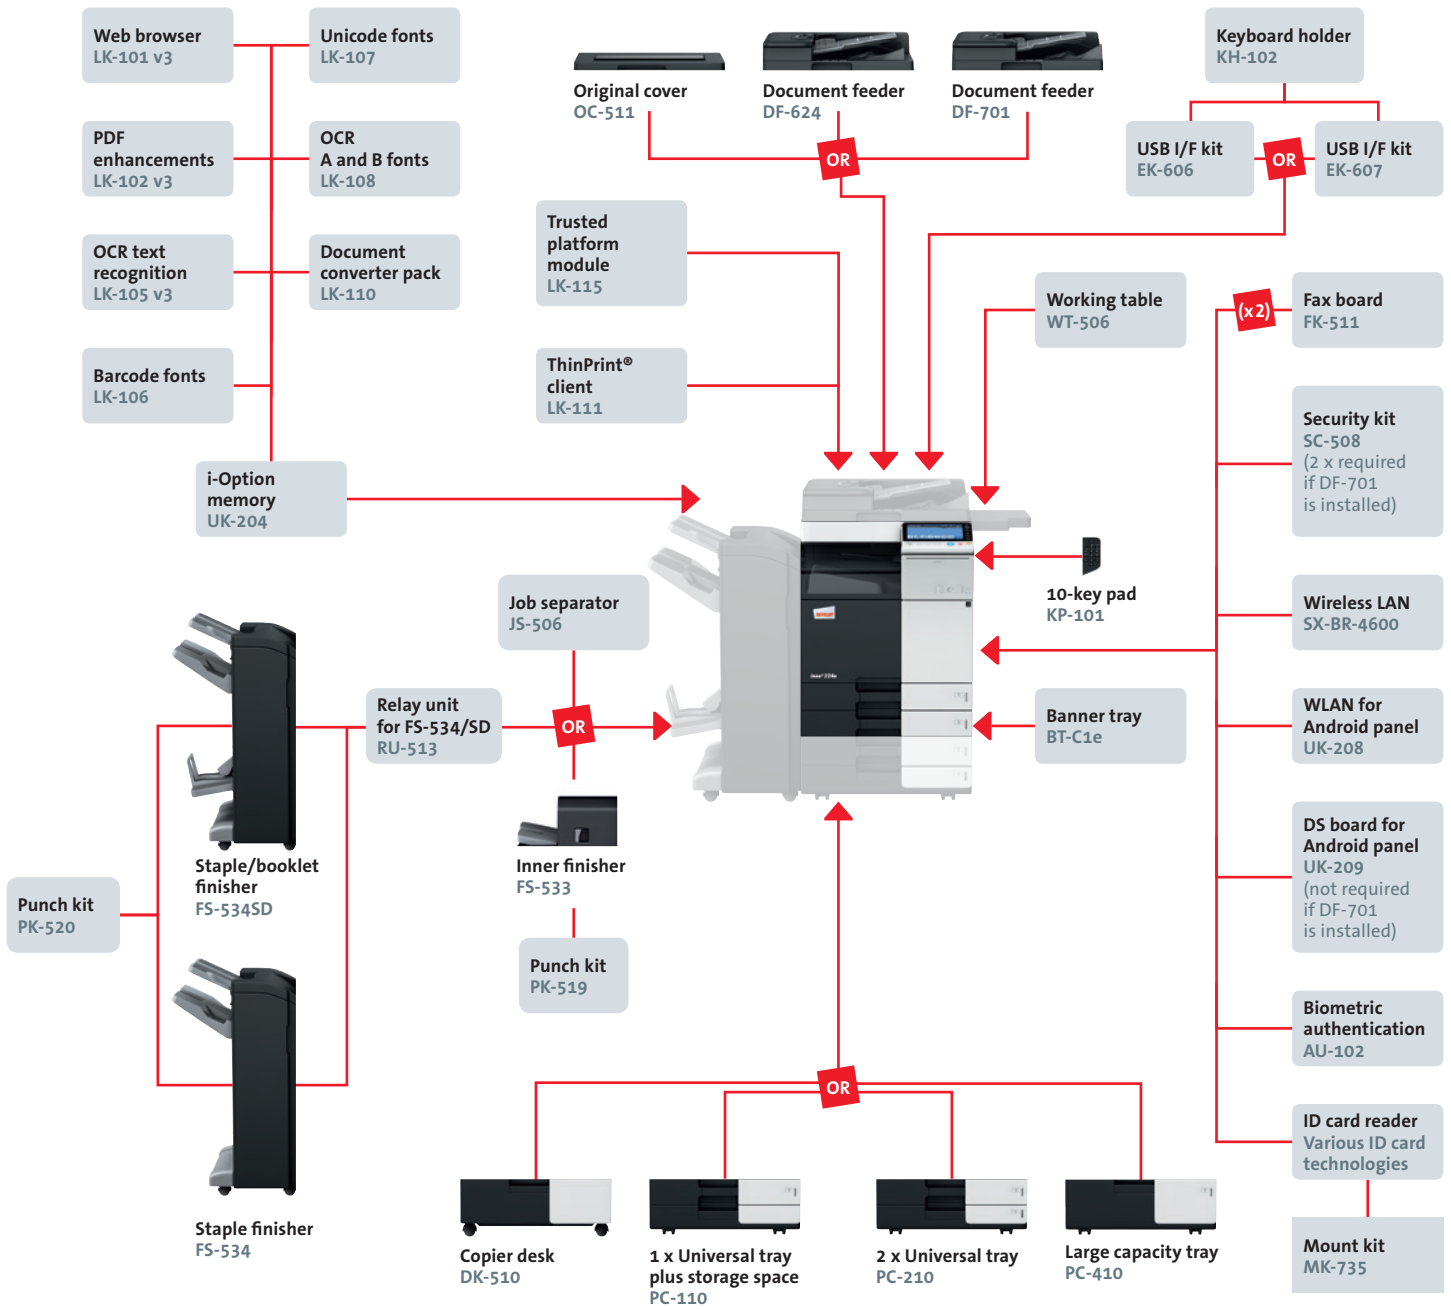 Web browser
LK-101 v3
Unicode fonts
LK-107
PDF
enhancements
LK-102 v3
OCR
A and B fonts
LK-108
OCR text
recognition
LK-105 v3
Document
converter pack
LK-110
Barcode fonts
LK-106
i-Option
memory
UK-204
Original cover
OC-511
Document feeder
DF-624
Document feeder
DF-701
OR
Keyboard holder
KH-102
USB I/F kit
EK-606
OR
USB I/F kit
EK-607
Trusted
platform
module
LK-115
ThinPrint®
client
LK-111
Working table
WT-506
(x2)
Fax board
FK-511
Security kit
SC-508
(2 x required
if DF-701
is installed)
10-key pad
KP-101
Wireless LAN
SX-BR-4600
Job separator
JS-506
Relay unit
for FS-534/SD
RU-513
OR
Banner tray
BT-C1e
WLAN for
Android panel
UK-208
DS board for
Android panel
UK-209
(not required
if DF-701
is installed)
Staple/booklet
finisher
FS-534SD
Inner finisher
FS-533
Punch kit
PK-520
Punch kit
PK-519
Biometric
authentication
AU-102
OR
ID card reader
Various ID card
technologies
Staple finisher
FS-534
Copier desk
DK-510
1 x Universal tray
plus storage space
PC-110
2 x Universal tray
PC-210
Large capacity tray
PC-410
Mount kit
MK-735